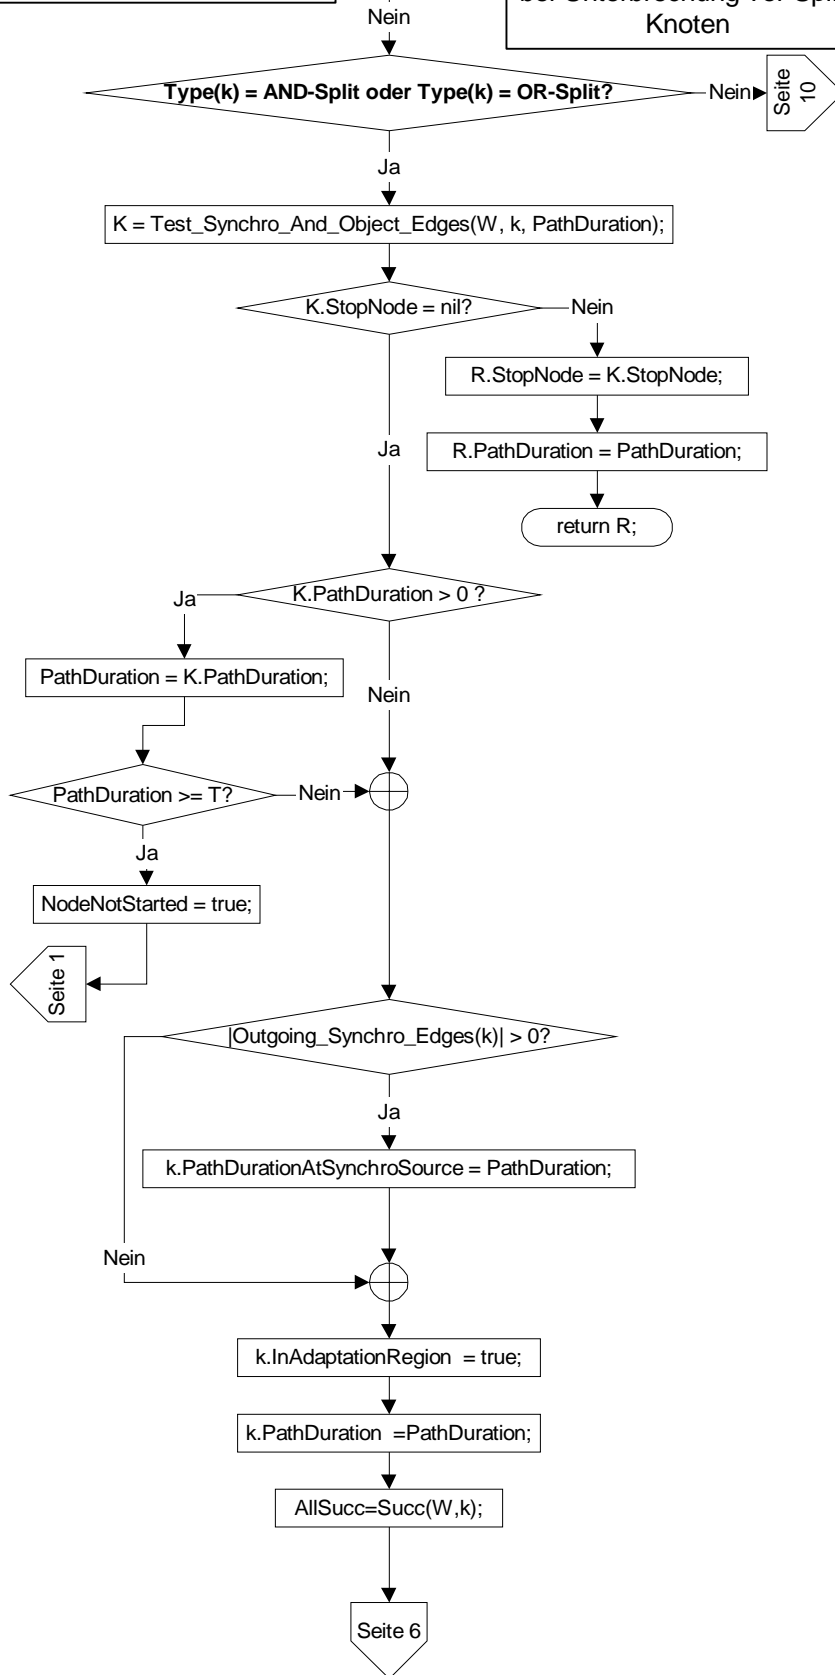 Nein
Knoten
Type(k) = AND-Split oder Type(k) = OR-Split?
Nein
Seite
10
Ja
K = Test_Synchro_And_Object_Edges(W, k, PathDuration);
K.StopNode = nil?
Nein
R.StopNode = K.StopNode;
Ja
R.PathDuration = PathDuration;
return R;
K.PathDuration > 0 ?
Ja
PathDuration = K.PathDuration;
Nein
PathDuration >= T?
Nein
Ja
NodeNotStarted = true;
Seite 1
|Outgoing_Synchro_Edges(k)| > 0?
Ja
k.PathDurationAtSynchroSource = PathDuration;
Nein
k.InAdaptationRegion  = true;
k.PathDuration  =PathDuration;
AllSucc=Succ(W,k);
Seite 6